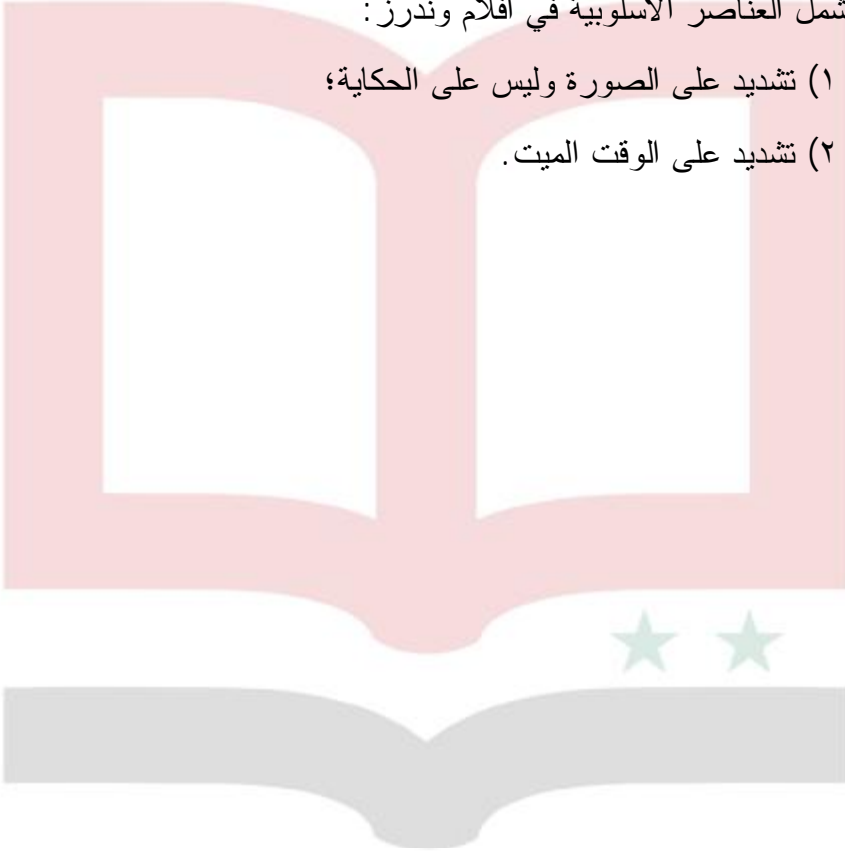 شمل العناصر الأسلوبية في أفلام وندرز:
١) تشديد على الصورة وليس على الحكاية؛
٢) تشديد على الوقت الميت.